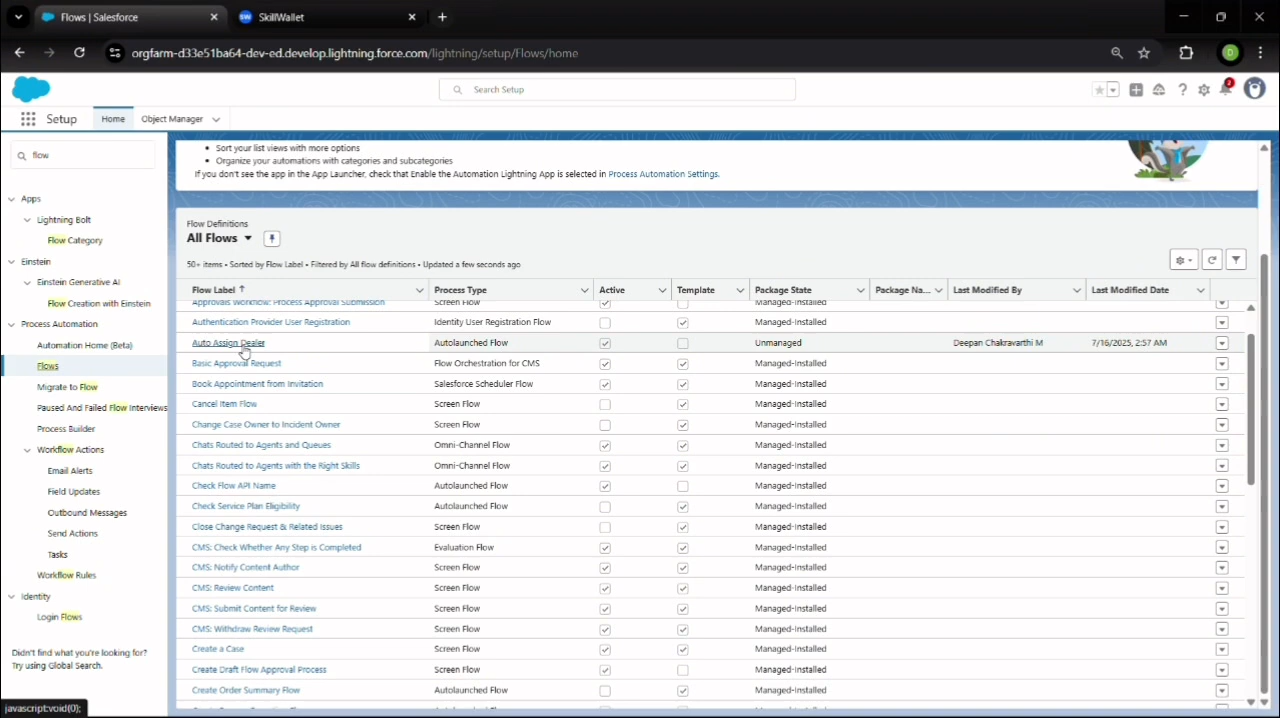 Flows | Salesforce
SkillWallet
orgfarm-d33e51ba64-dev-ed.develop.lightning.force.com/lightning/setup/Flows/home
D
Search Setup
2
Setup
Home
Object Manager
flow
Apps
Lightning Bolt
Flow Category
Einstein
Einstein Generative AI
Flow Creation with Einstein
Process Automation
Automation Home (Beta)
Flows
Migrate to Flow
Paused And Failed Flow Interviews
Process Builder
Workflow Actions
Email Alerts
Field Updates
Outbound Messages
Send Actions
Tasks
Workflow Rules
Identity
Login Flows
Didn't find what you're looking for?
Try using Global Search.
javascript:void(0);
• Sort your list views with more options
• Organize your automations with categories and subcategories
If you don't see the app in the App Launcher, check that Enable the Automation Lightning App is selected in Process Automation Settings.
Flow Definitions
All Flows
50+ items • Sorted by Flow Label • Filtered by All flow definitions • Updated a few seconds ago
Flow Label ↑ Process Type Active Template Package State Package Na... Last Modified By Last Modified Date
Approvals Workflow: Process Approval Submission Screen Flow Managed-Installed
Authentication Provider User Registration Identity User Registration Flow Managed-Installed
Auto Assign Dealer Autolaunched Flow Unmanaged Deepan Chakravarthi M 7/16/2025, 2:57 AM
Basic Approval Request Flow Orchestration for CMS Managed-Installed
Book Appointment from Invitation Salesforce Scheduler Flow Managed-Installed
Cancel Item Flow Screen Flow Managed-Installed
Change Case Owner to Incident Owner Screen Flow Managed-Installed
Chats Routed to Agents and Queues Omni-Channel Flow Managed-Installed
Chats Routed to Agents with the Right Skills Omni-Channel Flow Managed-Installed
Check Flow API Name Autolaunched Flow Managed-Installed
Check Service Plan Eligibility Autolaunched Flow Managed-Installed
Close Change Request & Related Issues Screen Flow Managed-Installed
CMS: Check Whether Any Step is Completed Evaluation Flow Managed-Installed
CMS: Notify Content Author Screen Flow Managed-Installed
CMS: Review Content Screen Flow Managed-Installed
CMS: Submit Content for Review Screen Flow Managed-Installed
CMS: Withdraw Review Request Screen Flow Managed-Installed
Create a Case Screen Flow Managed-Installed
Create Draft Flow Approval Process Screen Flow Managed-Installed
Create Order Summary Flow Autolaunched Flow Managed-Installed